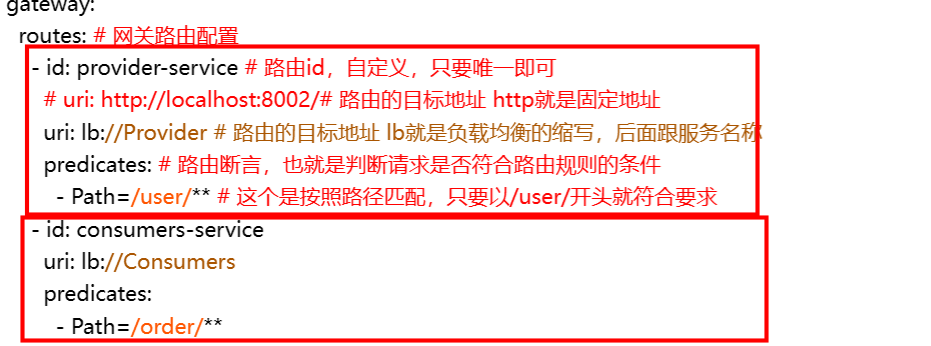 gateway:
routes: # 网关路由配置
- id: provider-service # 路由id，自定义，只要唯一即可
# uri: http://localhost:8002/# 路由的目标地址 http就是固定地址
uri: lb://Provider # 路由的目标地址 lb就是负载均衡的缩写，后面跟服务名称
predicates: # 路由断言，也就是判断请求是否符合路由规则的条件
- Path=/user/** # 这个是按照路径匹配，只要以/user/开头就符合要求
- id: consumers-service
uri: lb://Consumers
predicates:
- Path=/order/**